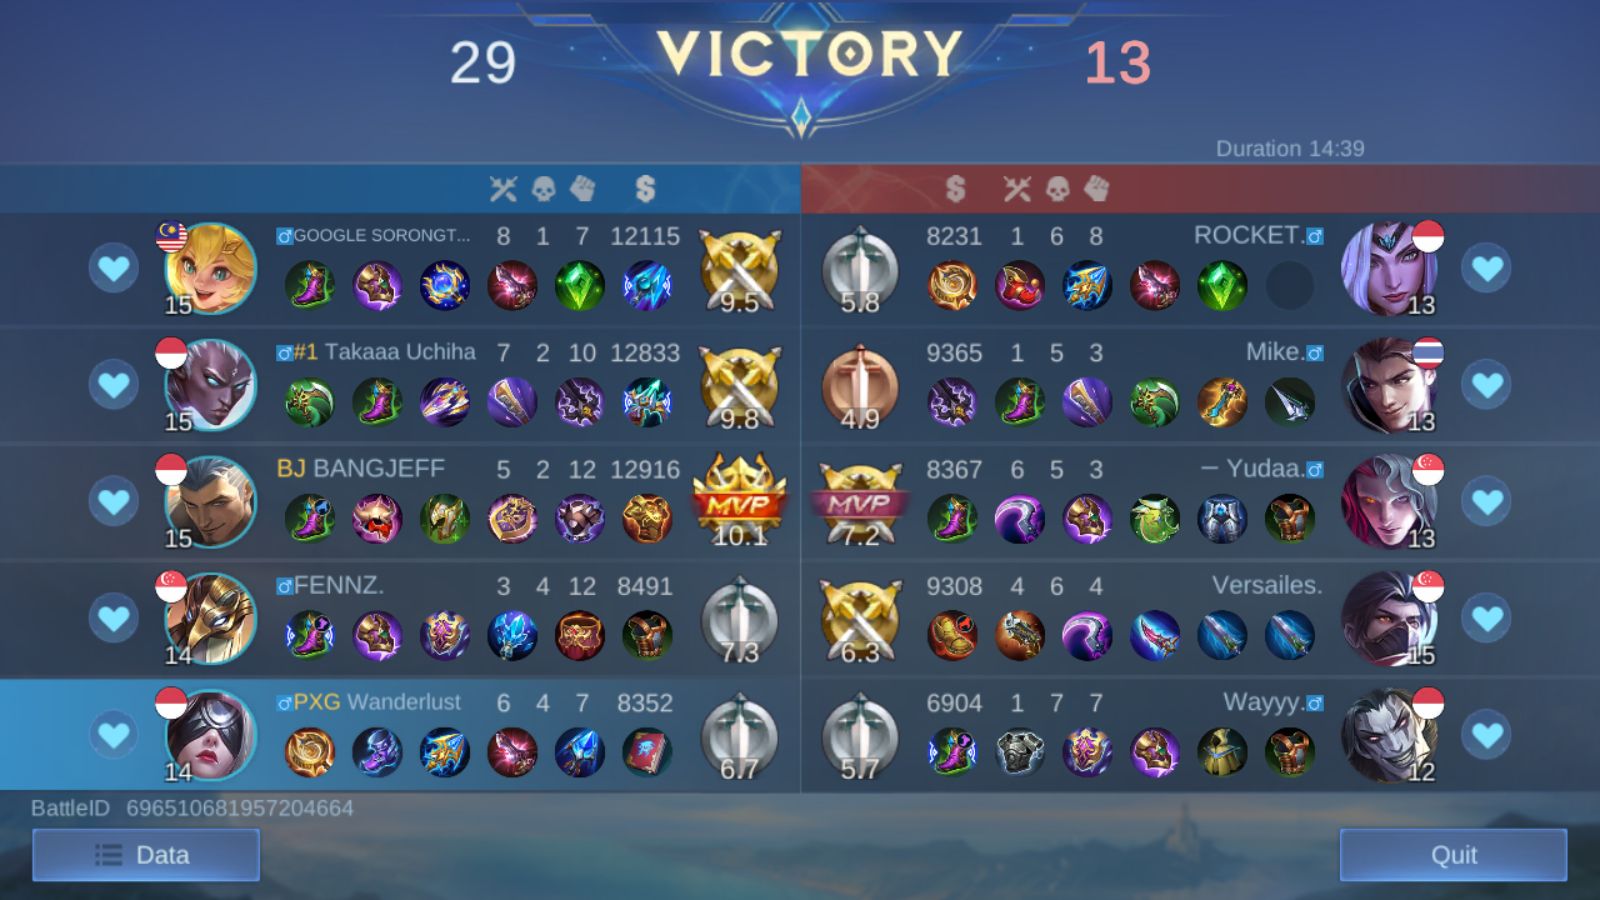 29 VICTORY 13
Duration 14:39
GOOGLE SORONGT... 8 1 7 12115
15 9.5
5.8 8231 1 6 8 ROCKET. 13
#1 Takaaa Uchiha 7 2 10 12833
15 9.8
4.9 9365 1 5 3 Mike. 13
BJ BANGJEFF 5 2 12 12916
15 MVP 10.1
MVP 7.2 8367 6 5 3 — Yudaa. 13
FENNZ. 3 4 12 8491
14 7.3
6.3 9308 4 6 4 Versailes. 15
PXG Wanderlust 6 4 7 8352
14 6.7
5.7 6904 1 7 7 Wayyy. 12
BattleID 696510681957204664
Data Quit